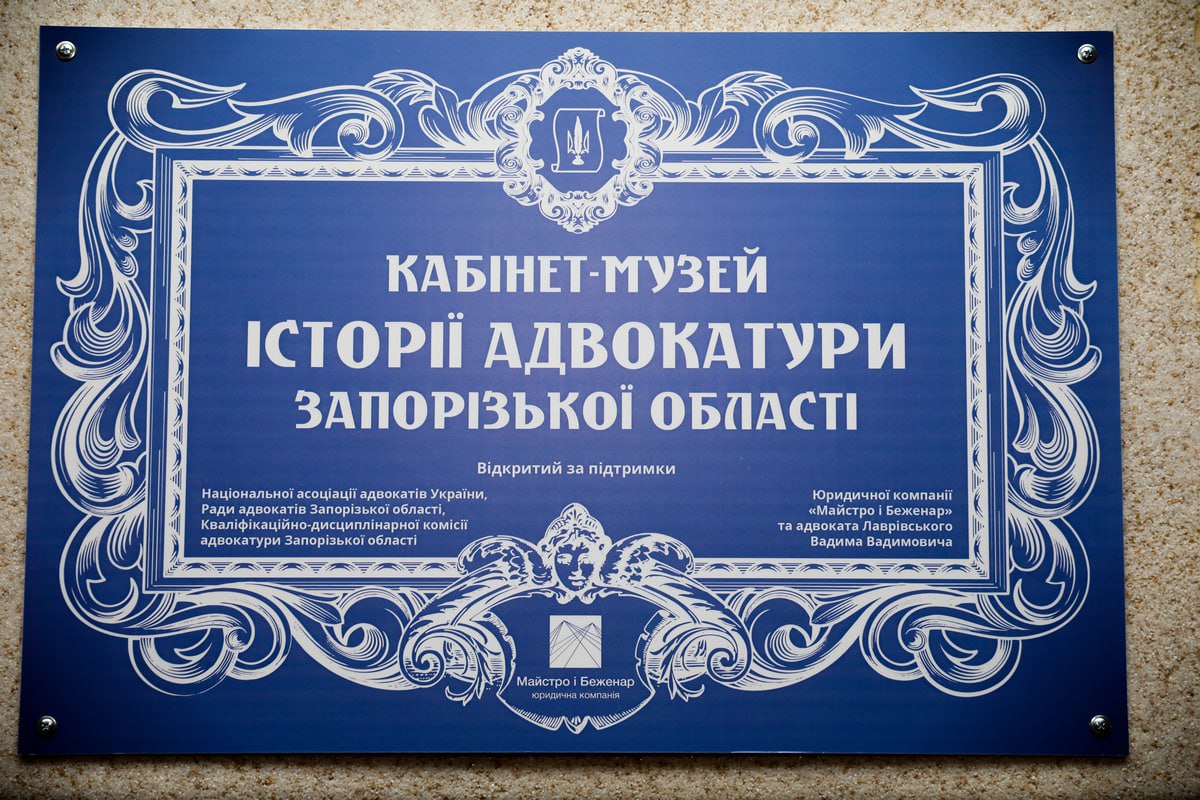 КАБІНЕТ-МУЗЕЙ
ІСТОРІЇ АДВОКАТУРИ
ЗАПОРІЗЬКОЇ ОБЛАСТІ
Відкритий за підтримки
Національної асоціації адвокатів України,
Ради адвокатів Запорізької області,
Кваліфікаційно-дисциплінарної комісії
адвокатури Запорізької області
Юридичної компанії
«Майстро і Беженар»
та адвоката Лаврівського
Вадима Вадимовича
Майстро і Беженар
юридична компанія